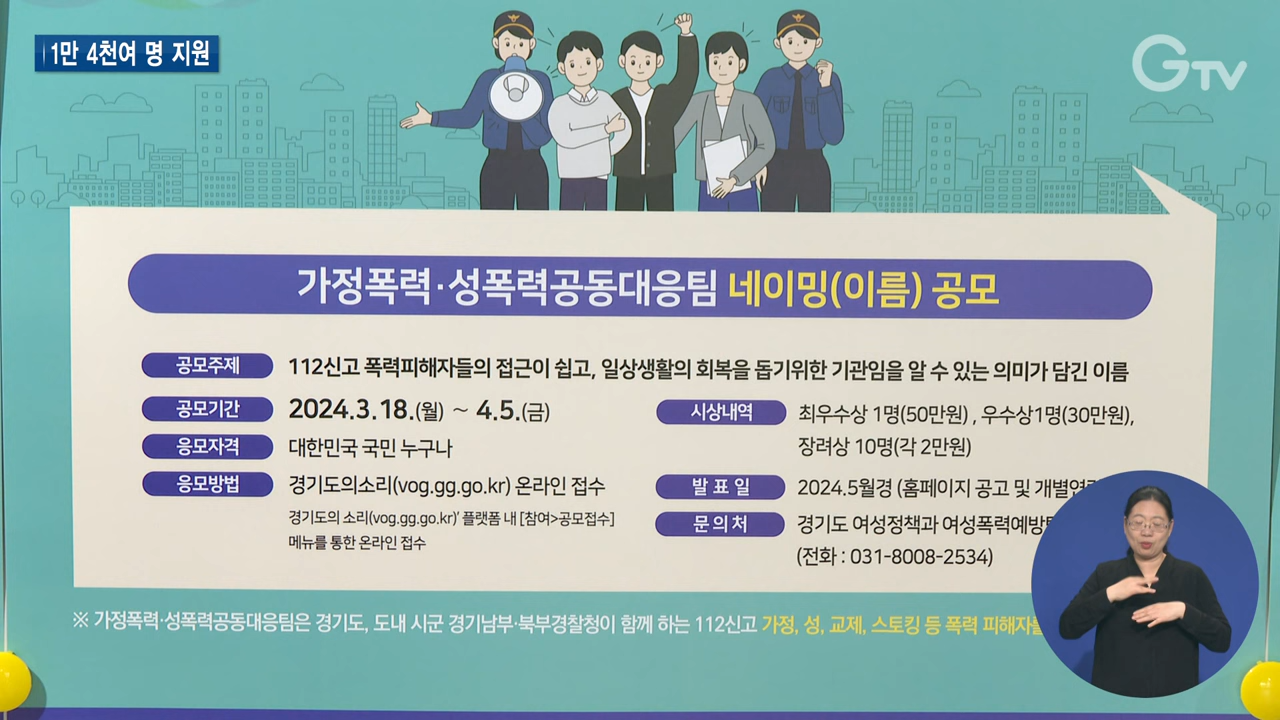 1만 4천여 명 지원
GTV
가정폭력·성폭력공동대응팀 네이밍(이름) 공모
공모주제 112신고 폭력피해자들의 접근이 쉽고, 일상생활의 회복을 돕기위한 기관임을 알 수 있는 의미가 담긴 이름
공모기간 2024.3.18.(월) ~ 4.5.(금)
응모자격 대한민국 국민 누구나
응모방법 경기도의소리(vog.gg.go.kr) 온라인 접수
경기도의 소리(vog.gg.go.kr)' 플랫폼 내 [참여>공모접수]
메뉴를 통한 온라인 접수
시상내역 최우수상 1명(50만원) , 우수상1명(30만원),
장려상 10명(각 2만원)
발 표 일 2024.5월경 (홈페이지 공고 및
문 의 처 경기도 여성정책과
(전화 : 031-8008-2534)
※ 가정폭력·성폭력공동대응팀은 경기도, 도내 시군 경기남부·북부경찰청이 함께 하는 112신고 가정, 성, 교제, 스토킹 등 폭력 피해자를